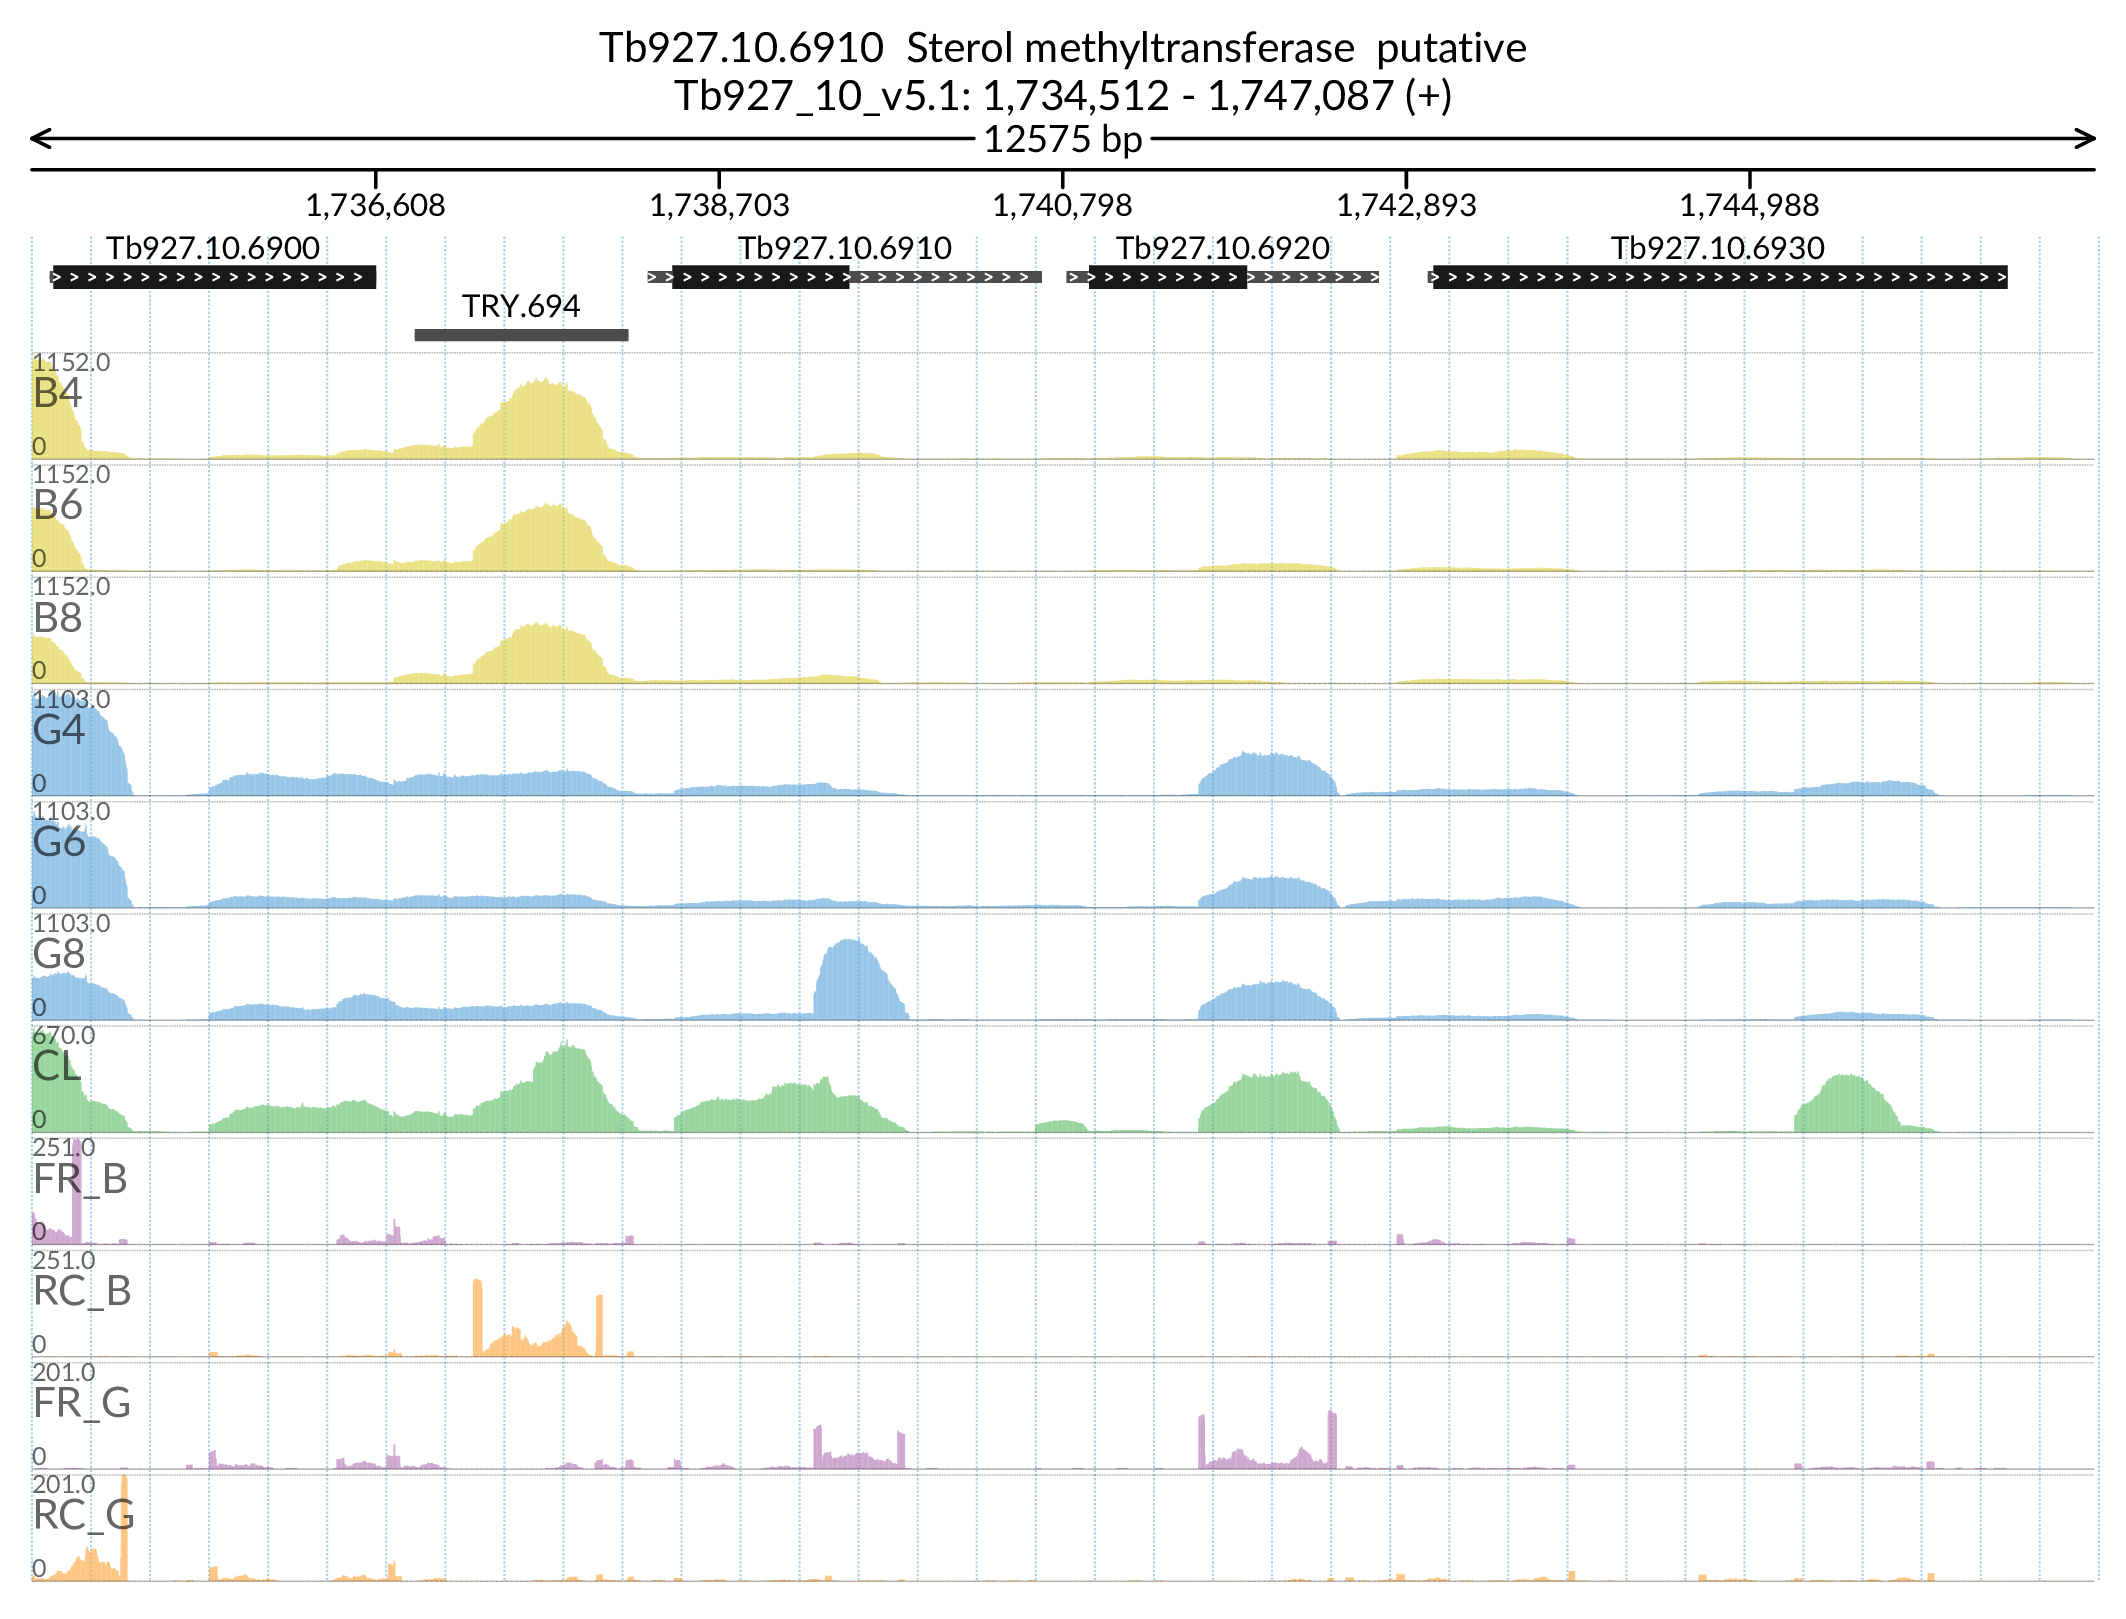 Tb927.10.6910  Sterol methyltransferase  putative
Tb927_10_v5.1: 1,734,512 - 1,747,087 (+)
12575 bp
1,736,608 1,738,703 1,740,798 1,742,893 1,744,988
Tb927.10.6900 Tb927.10.6910 Tb927.10.6920 Tb927.10.6930
TRY.694
1152.0
B4
0
1152.0
B6
0
1152.0
B8
0
1103.0
G4
0
1103.0
G6
0
1103.0
G8
0
670.0
CL
0
251.0
FR_B
0
251.0
RC_B
0
201.0
FR_G
0
201.0
RC_G
0